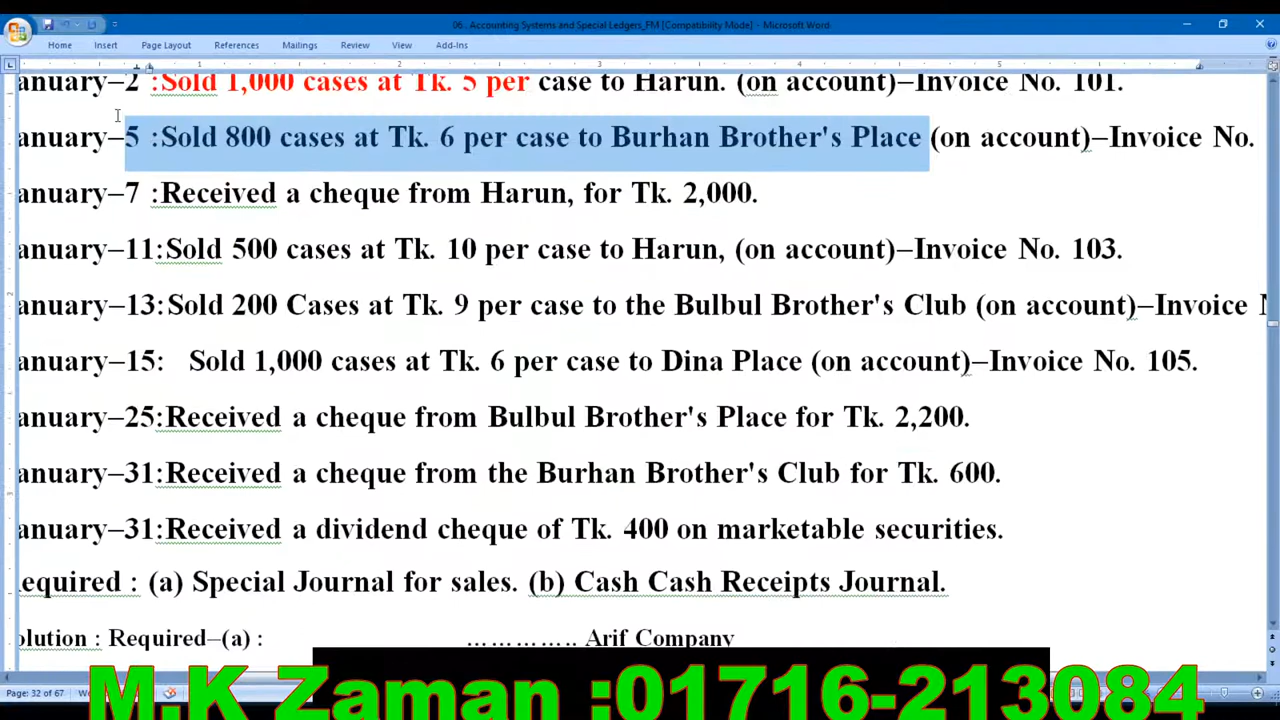 06 . Accounting Systems and Special Ledgers_FM [Compatibility Mode] - Microsoft Word
Home Insert Page Layout References Mailings Review View Add-Ins
anuary–2 :Sold 1,000 cases at Tk. 5 per case to Harun. (on account)–Invoice No. 101.
anuary–5 :Sold 800 cases at Tk. 6 per case to Burhan Brother's Place (on account)–Invoice No.
anuary–7 :Received a cheque from Harun, for Tk. 2,000.
anuary–11:Sold 500 cases at Tk. 10 per case to Harun, (on account)–Invoice No. 103.
anuary–13:Sold 200 Cases at Tk. 9 per case to the Bulbul Brother's Club (on account)–Invoice
anuary–15: Sold 1,000 cases at Tk. 6 per case to Dina Place (on account)–Invoice No. 105.
anuary–25:Received a cheque from Bulbul Brother's Place for Tk. 2,200.
anuary–31:Received a cheque from the Burhan Brother's Club for Tk. 600.
anuary–31:Received a dividend cheque of Tk. 400 on marketable securities.
equired : (a) Special Journal for sales. (b) Cash Cash Receipts Journal.
olution : Required–(a) : ………….. Arif Company
Page: 32 of 67
M.K Zaman :01716-213084